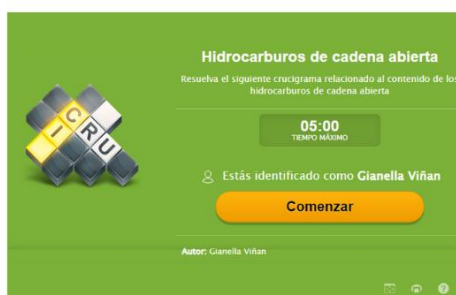 Hidrocarburos de cadena abierta
Resuelva el siguiente crucigrama relacionado al contenido de los
hidrocarburos de cadena abierta
05:00
TIEMPO MÁXIMO
Estás identificado como Gianella Viñan
Comenzar
Autor: Gianella Viñan
CRU
I